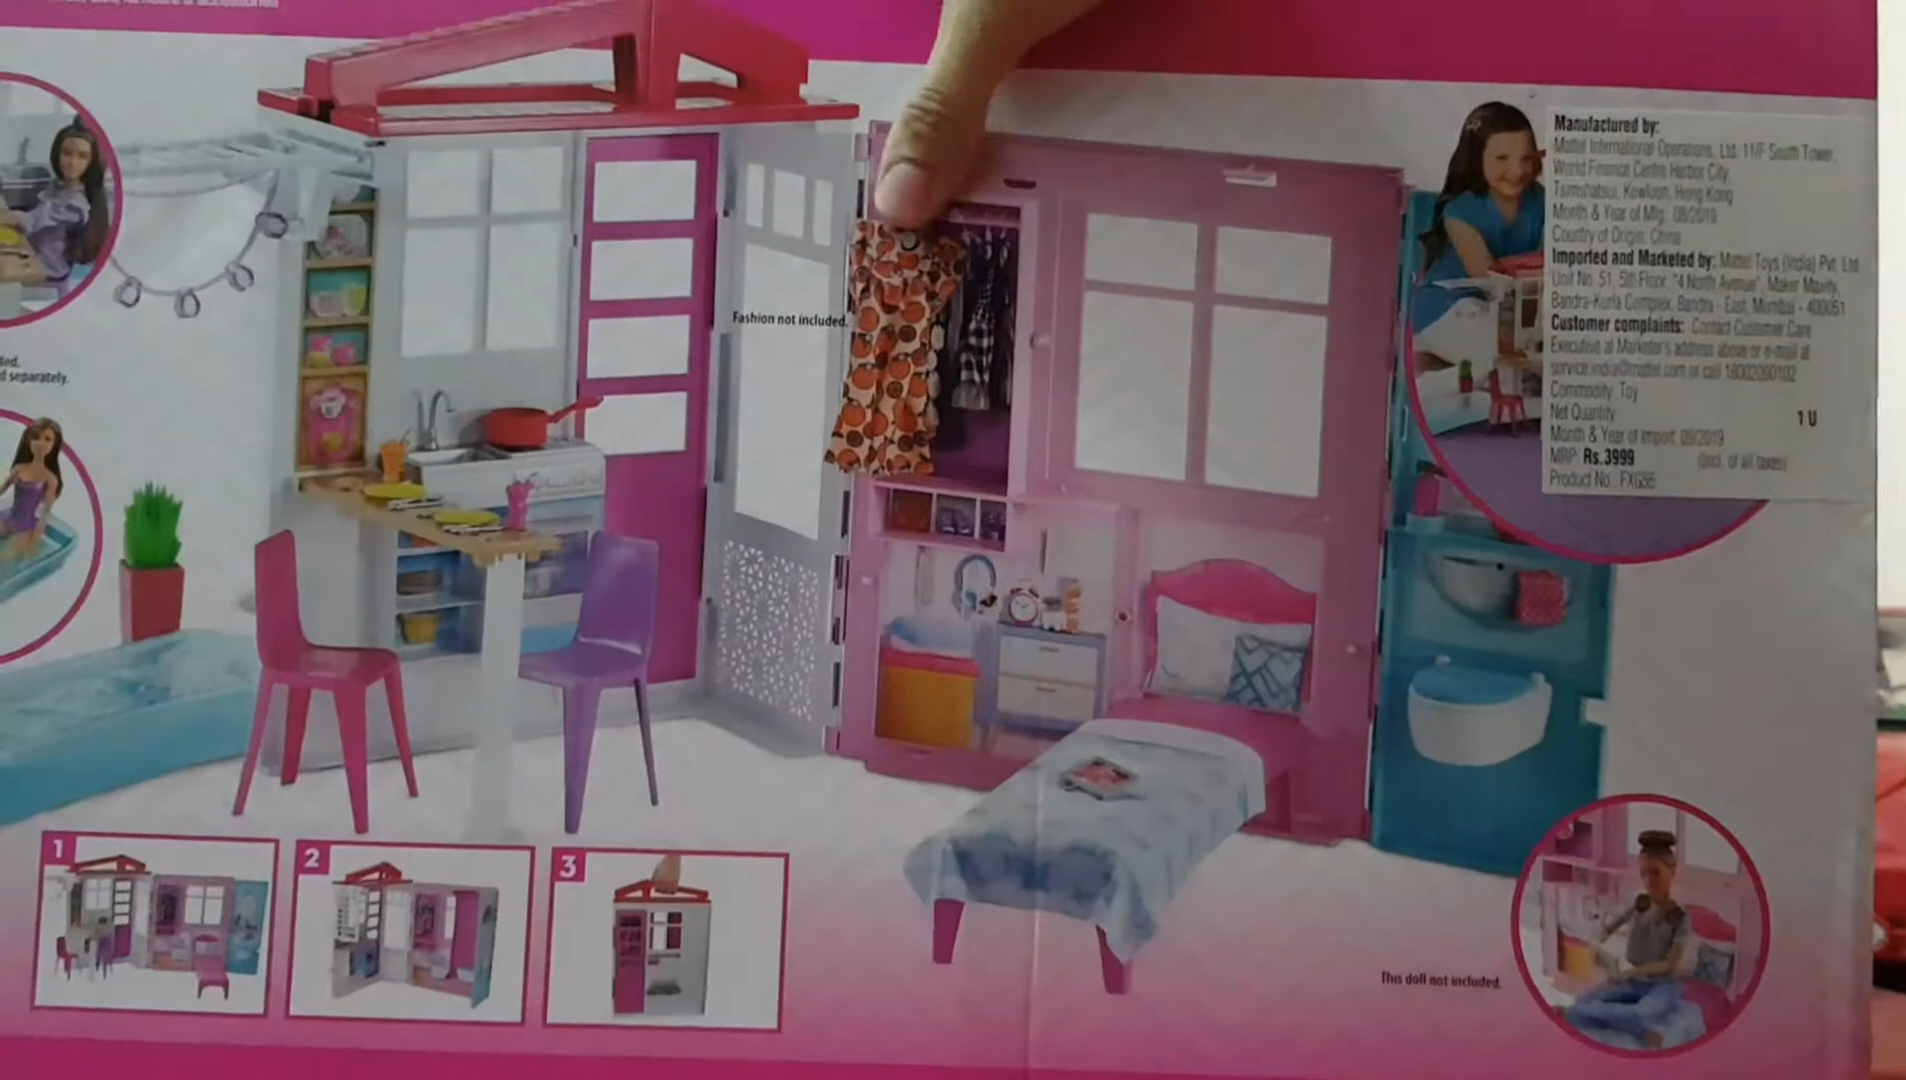 d separately.
Fashion not included.
Manufactured by:
Mattel International Operations, Ltd. 11/F South Tower,
World Finance Centre Harbor City,
Tsimshatsui, Kowloon, Hong Kong
Month & Year of Mfg.: 08/2019
Country of Origin: China
Imported and Marketed by: Mattel Toys (India) Pvt. Ltd.
Unit No. 51, 5th Floor, "4 North Avenue", Maker Maxity,
Bandra-Kurla Complex, Bandra - East, Mumbai - 400051
Customer complaints: Contact Customer Care
Executive at Marketer's address above or e-mail at
service.india@mattel.com or call 18002090102
Commodity: Toy
Net Quantity 1 U
Month & Year of Import: 09/2019
MRP: Rs.3999 (incl. of all taxes)
Product No.: FXG55
1
2
3
This doll not included.